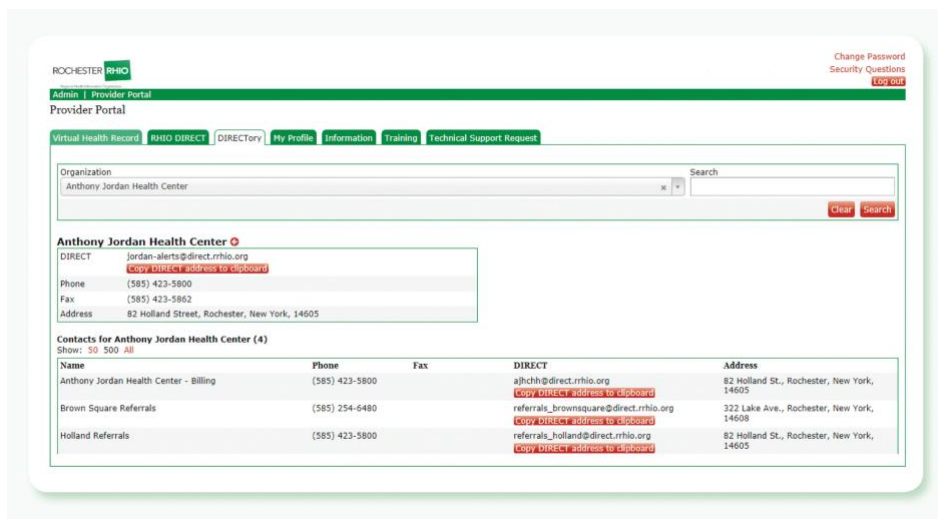 Change Password
ROCHESTER RHIO
Security Questions
Log out
Admin | Provider Portal
Provider Portal
Virtual Health Record RHIO DIRECT DIRECTory My Profile Information Training Technical Support Request
Organization Search
Anthony Jordan Health Center
Clear Search
Anthony Jordan Health Center
DIRECT jordan-alerts@direct.rrhio.org
Copy DIRECT address to clipboard
Phone (585) 423-5800
Fax (585) 423-5862
Address 82 Holland Street, Rochester, New York, 14605
Contacts for Anthony Jordan Health Center (4)
Show: 50 500 All
Name Phone Fax DIRECT Address
Anthony Jordan Health Center - Billing (585) 423-5800 ajhchh@direct.rrhio.org 82 Holland St., Rochester, New York,
Copy DIRECT address to clipboard 14605
Brown Square Referrals (585) 254-6480 referrals_brownsquare@direct.rrhio.org 322 Lake Ave., Rochester, New York,
Copy DIRECT address to clipboard 14608
Holland Referrals (585) 423-5800 referrals_holland@direct.rrhio.org 82 Holland St., Rochester, New York,
Copy DIRECT address to clipboard 14605